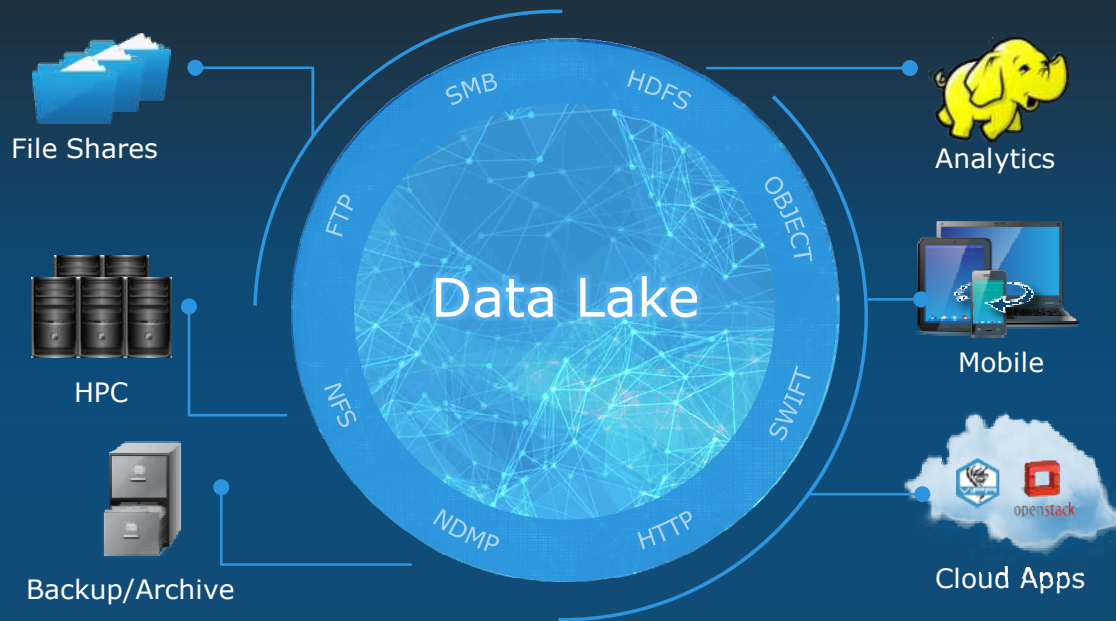 File Shares
HPC
Backup/Archive
SMB
HDFS
FTP
OBJECT
Data Lake
NFS
SWIFT
NDMP
HTTP
Analytics
Mobile
openstack
Cloud Apps